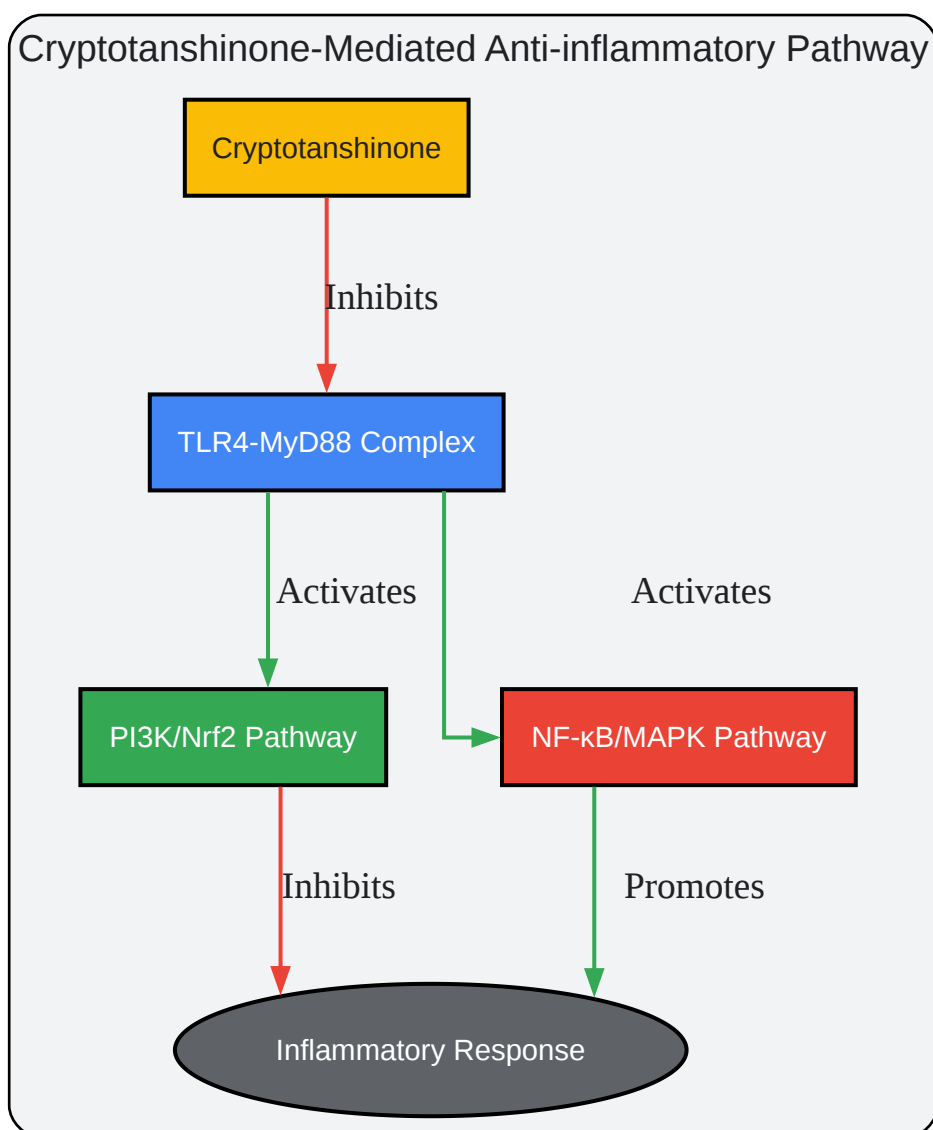 Cryptotanshinone-Mediated Anti-inflammatory Pathway
Cryptotanshinone
Inhibits
TLR4-MyD88 Complex
Activates
Activates
PI3K/Nrf2 Pathway
NF-κB/MAPK Pathway
Inhibits
Promotes
Inflammatory Response